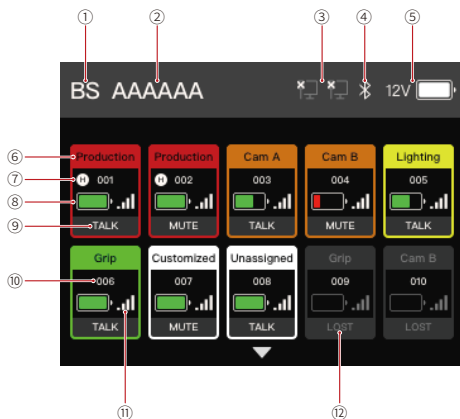 ① ② ③ ④ ⑤
BS AAAAAA 12V
⑥ Production Production Cam A Cam B Lighting
⑦ H 001 H 002 003 004 005
⑧
⑨ TALK MUTE TALK MUTE TALK
Grip Customized Unassigned Grip Cam B
⑩ 006 007 008 009 010
TALK MUTE TALK LOST LOST
⑪ ⑫